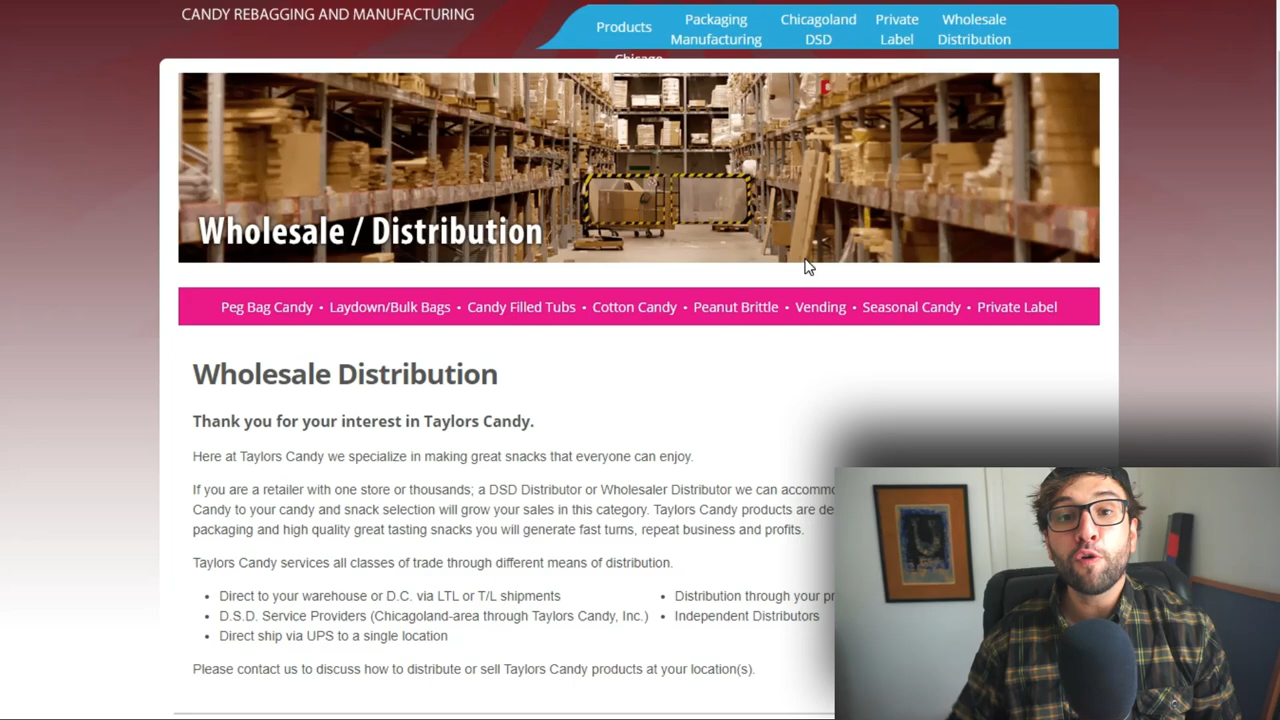 CANDY REBAGGING AND MANUFACTURING
Products
Packaging
Manufacturing
Chicagoland
DSD
Private
Label
Wholesale
Distribution
Chicago
Wholesale / Distribution
Peg Bag Candy • Laydown/Bulk Bags • Candy Filled Tubs • Cotton Candy • Peanut Brittle • Vending • Seasonal Candy • Private Label
Wholesale Distribution
Thank you for your interest in Taylors Candy.
Here at Taylors Candy we specialize in making great snacks that everyone can enjoy.
If you are a retailer with one store or thousands; a DSD Distributor or Wholesaler Distributor we can
Candy to your candy and snack selection will grow your sales in this category. Taylors Candy products are
packaging and high quality great tasting snacks you will generate fast turns, repeat business and profits.
Taylors Candy services all classes of trade through different means of distribution.
• Direct to your warehouse or D.C. via LTL or T/L shipments
• D.S.D. Service Providers (Chicagoland-area through Taylors Candy, Inc.)
• Direct ship via UPS to a single location
• Distribution through your
• Independent Distributors
Please contact us to discuss how to distribute or sell Taylors Candy products at your location(s).